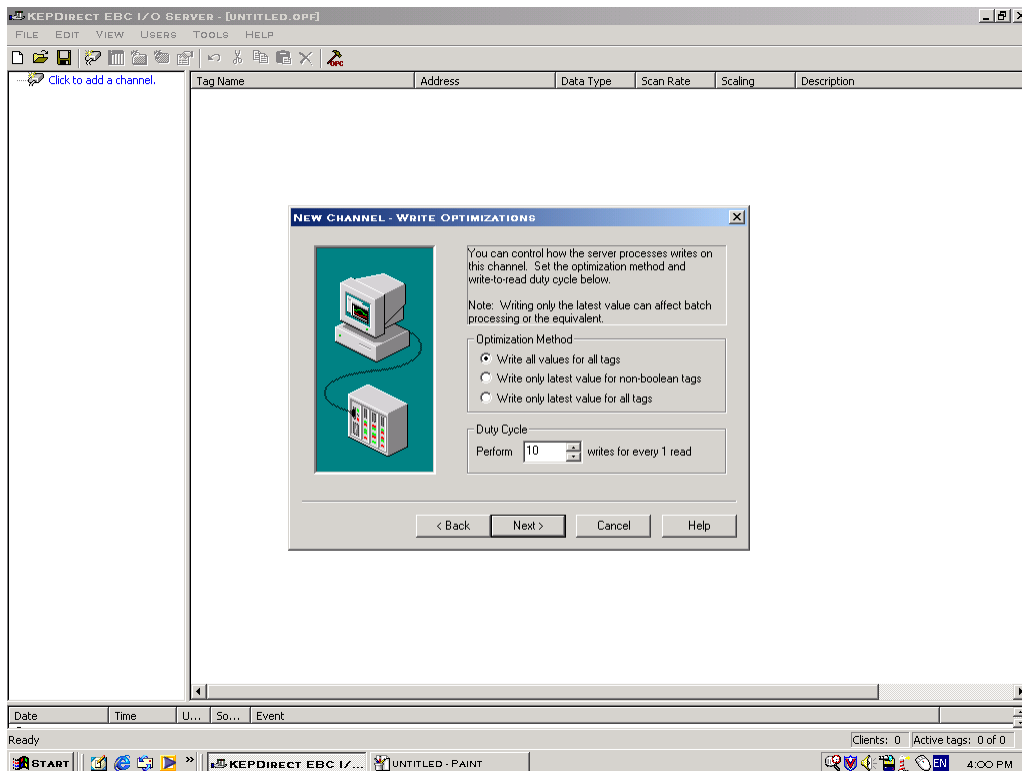 KEPDIRECT EBC I/O SERVER - [UNTITLED.OPF]
FILE EDIT VIEW USERS TOOLS HELP
OPC
Click to add a channel.
Tag Name Address Data Type Scan Rate Scaling Description
NEW CHANNEL - WRITE OPTIMIZATIONS
You can control how the server processes writes on
this channel. Set the optimization method and
write-to-read duty cycle below.
Note: Writing only the latest value can affect batch
processing or the equivalent.
Optimization Method
Write all values for all tags
Write only latest value for non-boolean tags
Write only latest value for all tags
Duty Cycle
Perform 10 writes for every 1 read
< Back Next > Cancel Help
Date Time U... So... Event
Ready Clients: 0 Active tags: 0 of 0
START » KEPDIRECT EBC I/... UNTITLED - PAINT EN 4:00 PM